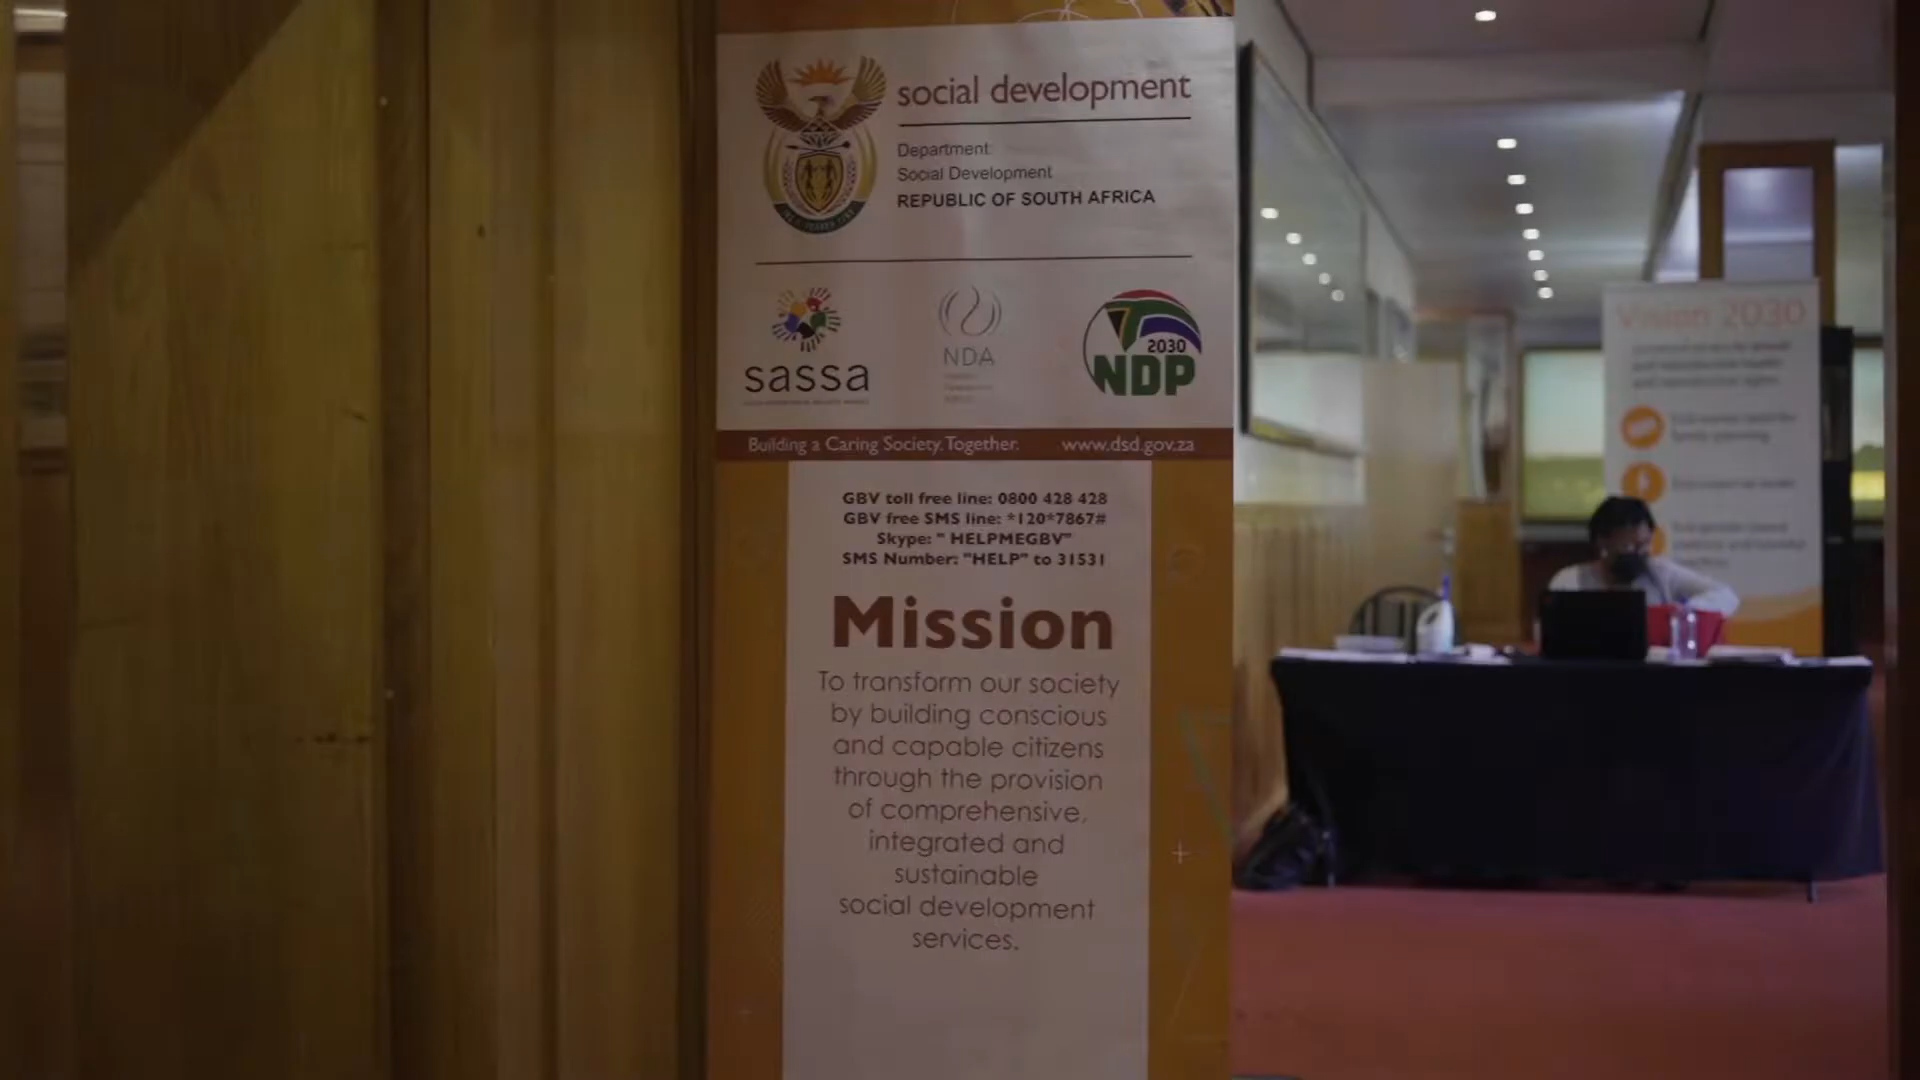 social development
Department:
Social Development
REPUBLIC OF SOUTH AFRICA
sassa
NDA
2030
NDP
Building a Caring Society. Together. www.dsd.gov.za
GBV toll free line: 0800 428 428
GBV free SMS line: *120*7867#
Skype: " HELPMEGBV"
SMS Number: "HELP" to 31531
Mission
To transform our society
by building conscious
and capable citizens
through the provision
of comprehensive,
integrated and
sustainable
social development
services.
Vision 2030